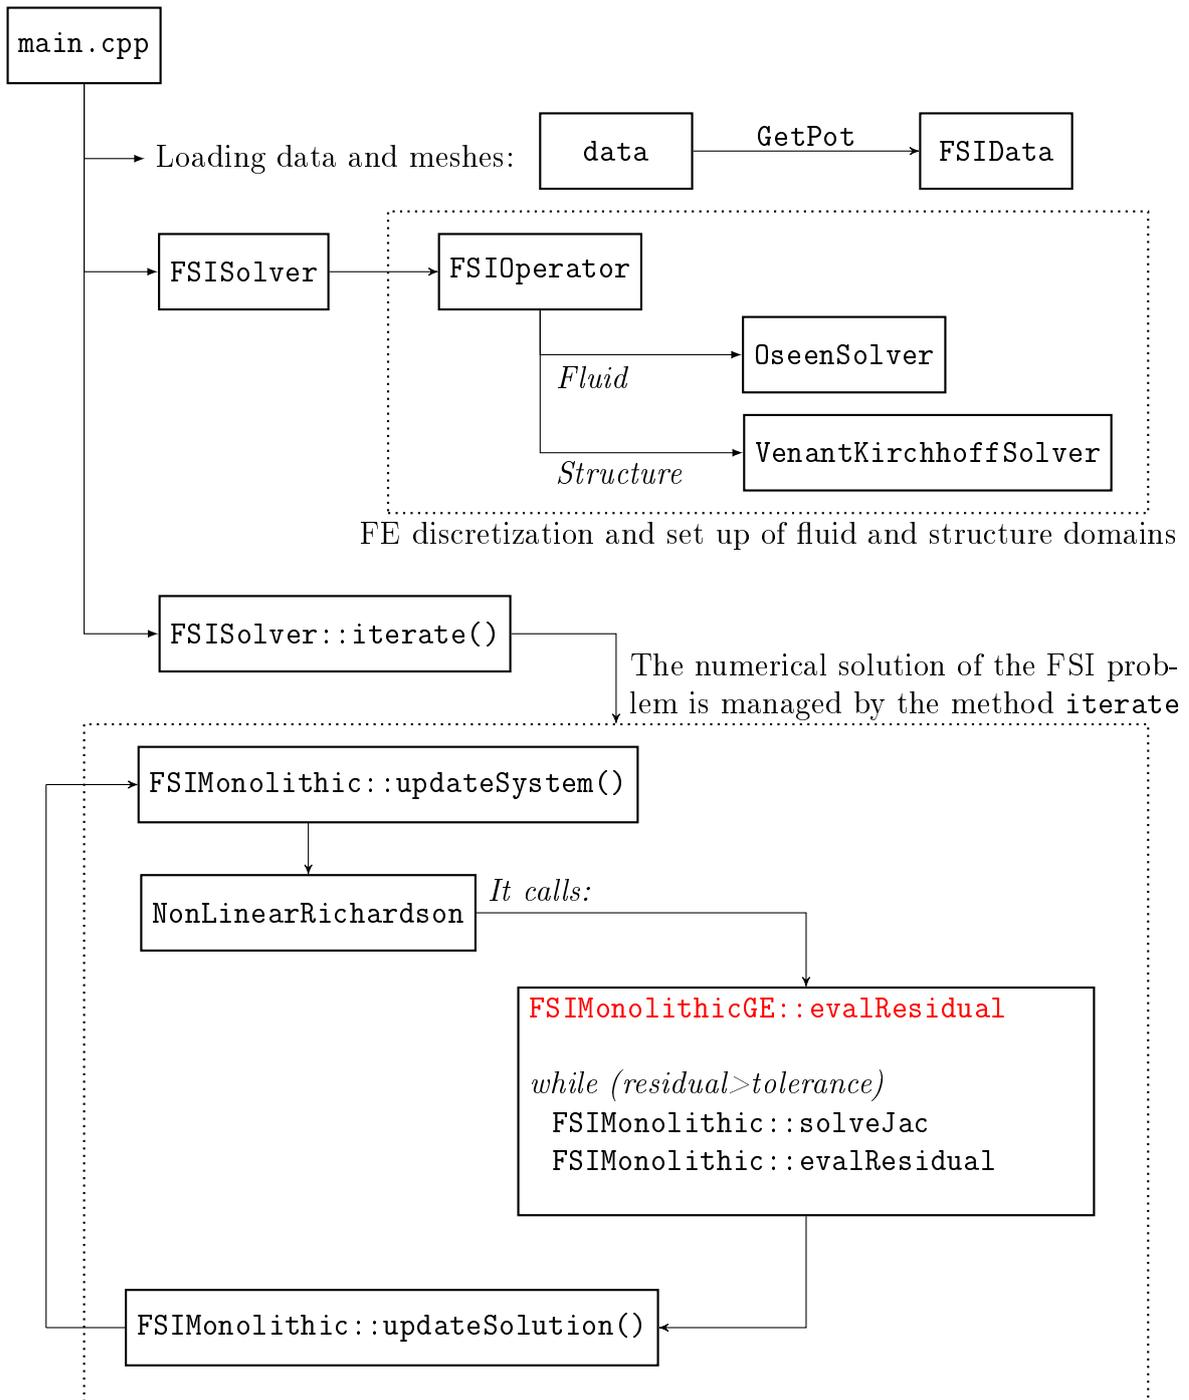 main.cpp
Loading data and meshes:
data
GetPot
FSIData
FSISolver
FSIOperator
OseenSolver
Fluid
VenantKirchhoffSolver
Structure
FE discretization and set up of fluid and structure domains
FSISolver::iterate()
The numerical solution of the FSI prob-
lem is managed by the method iterate
FSIMonolithic::updateSystem()
NonLinearRichardson
It calls:
FSIMonolithicGE::evalResidual
while (residual>tolerance)
FSIMonolithic::solveJac
FSIMonolithic::evalResidual
FSIMonolithic::updateSolution()